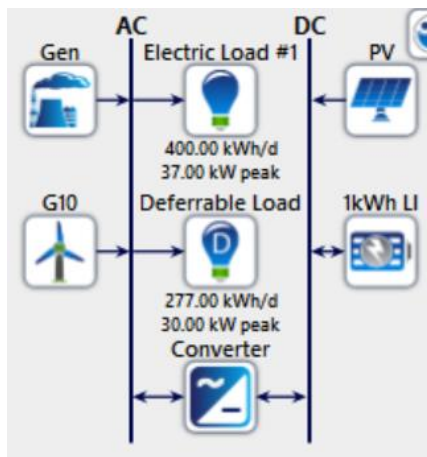 AC DC
Gen Electric Load #1 PV
400.00 kWh/d
37.00 kW peak
G10 Deferrable Load 1kWh LI
D
277.00 kWh/d
30.00 kW peak
Converter